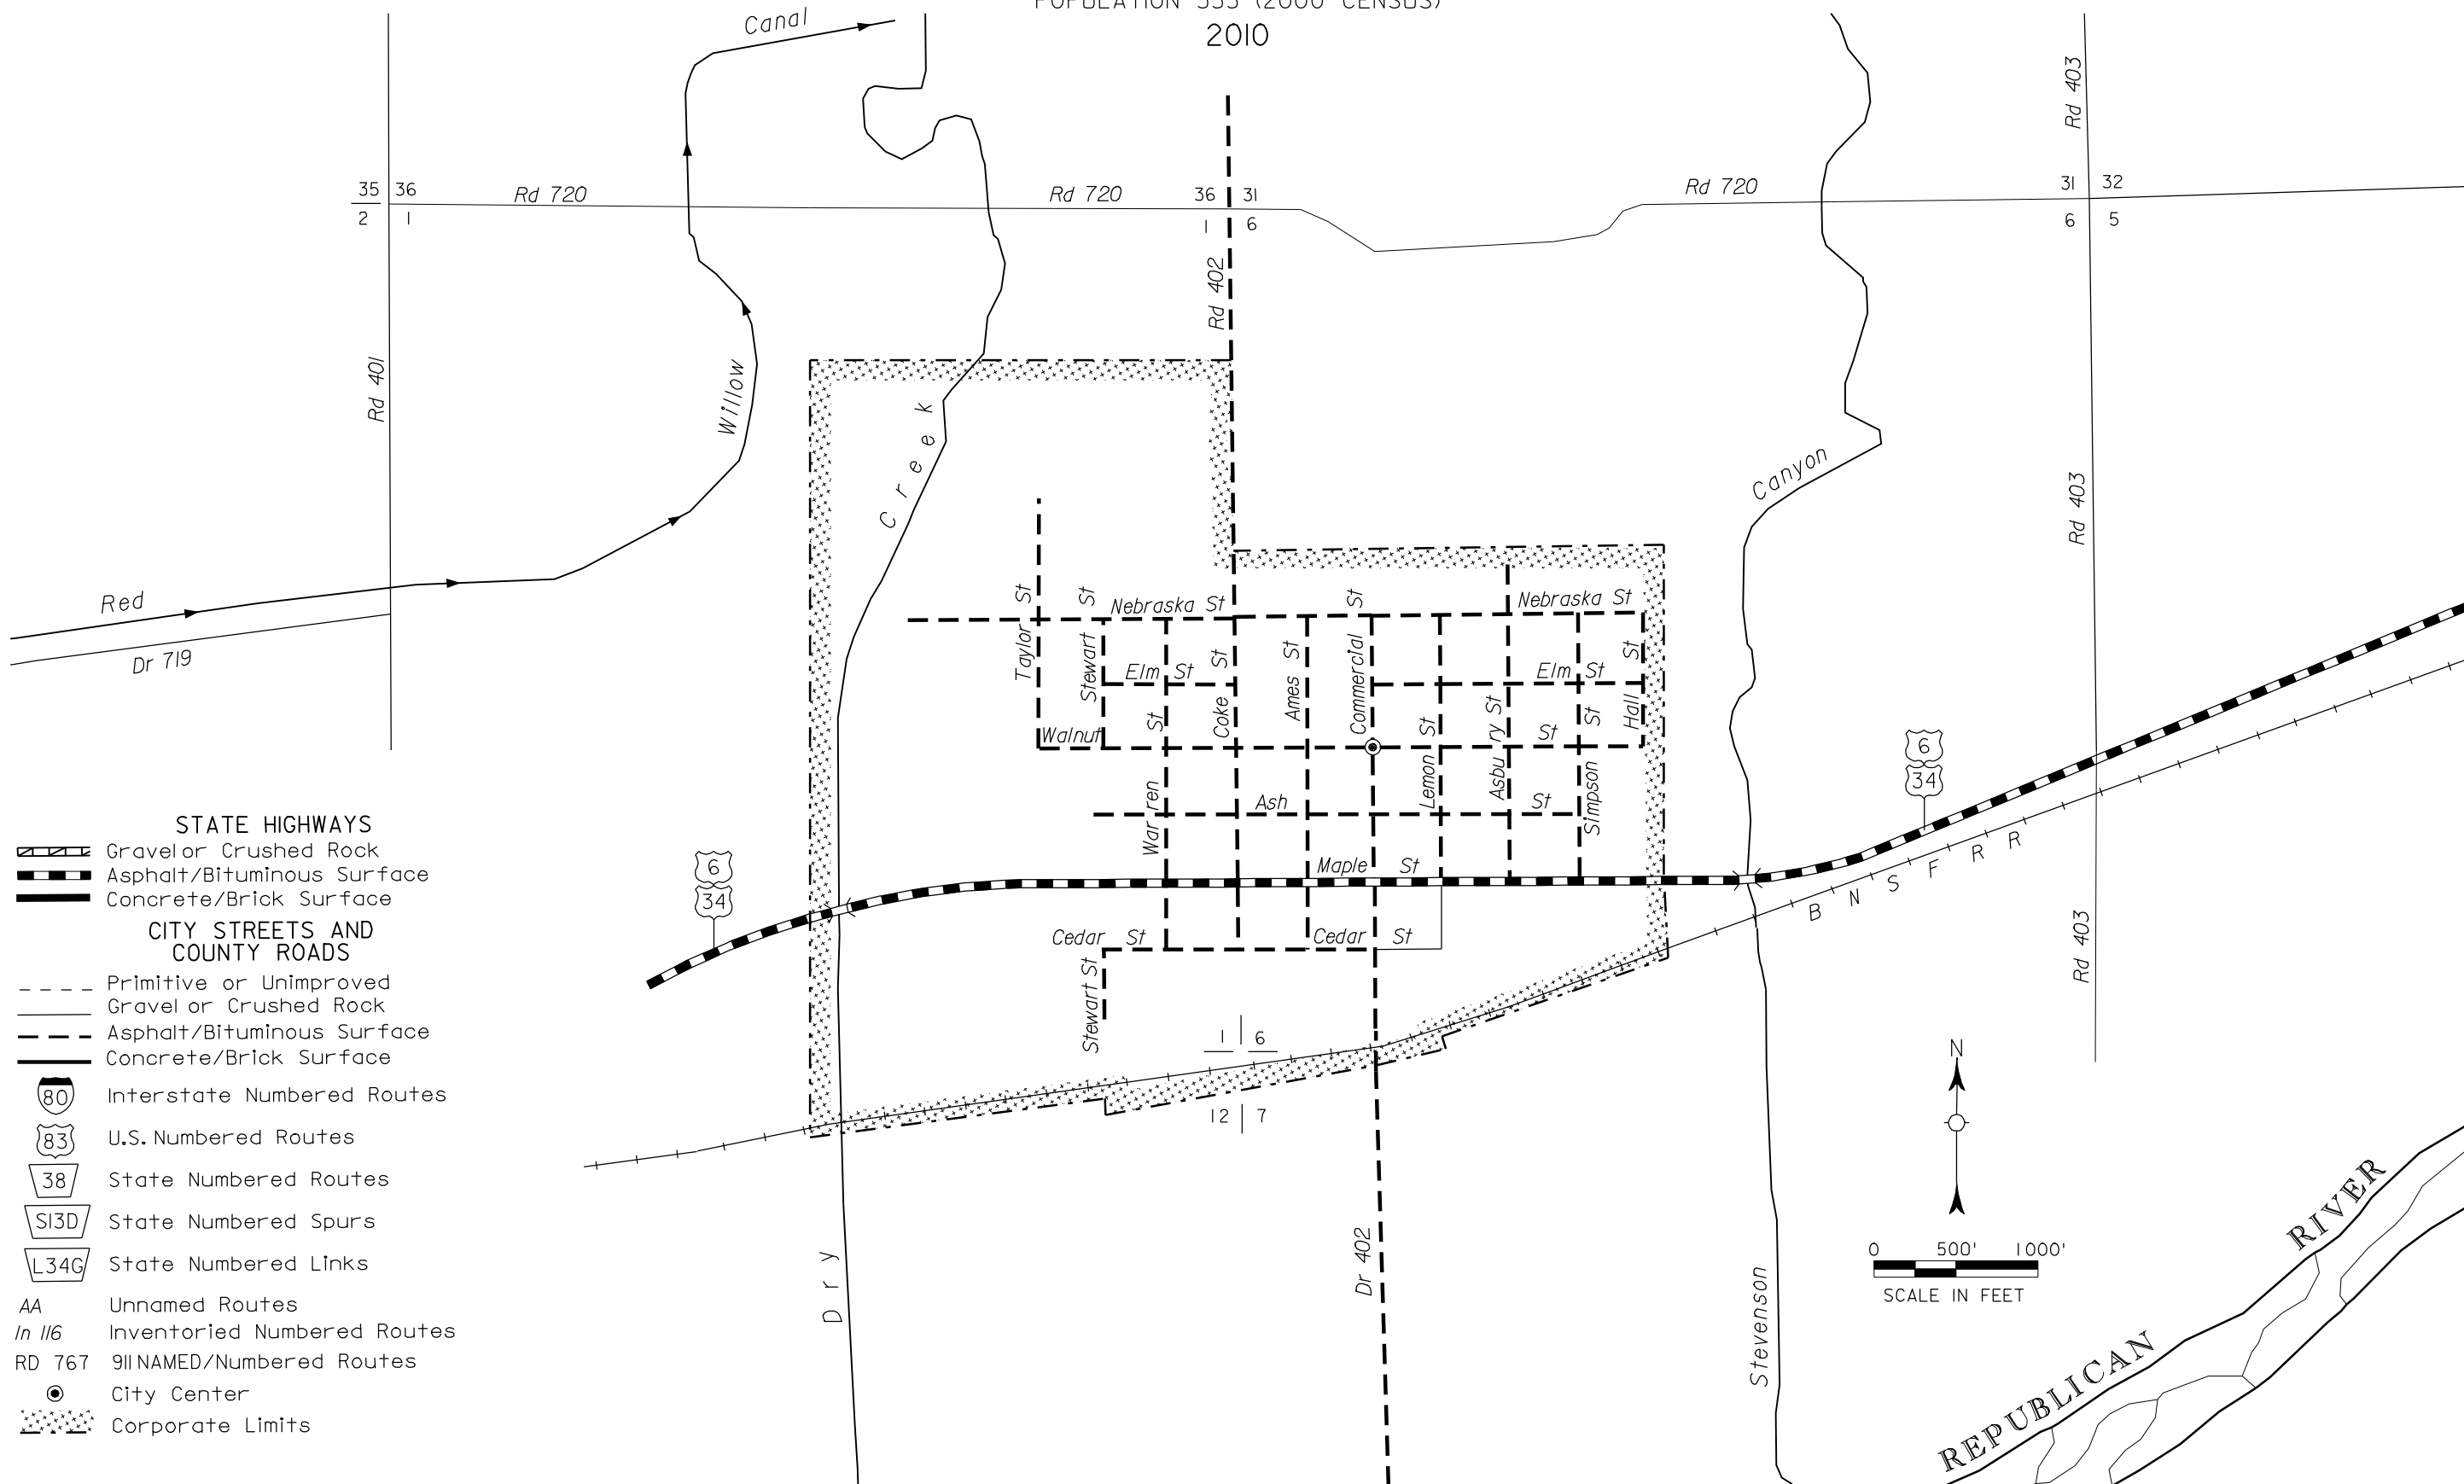 POPULATION 355 (2000 CENSUS)
2010
Canal
Rd 403
35 36
2 1
Rd 720
Rd 720
36 31
1 6
Rd 720
31 32
6 5
Rd 402
Rd 401
Willow
Creek
Canyon
Rd 403
Red
Dr 719
Taylor St
Stewart St
Nebraska St
Commercial St
Nebraska St
Elm St
Coke St
Ames St
Elm St
Hall St
Walnut
St
Warren St
Lemon St
Asbury St
Simpson St
Ash
St
Maple St
6
34
6
34
BNSF RR
Cedar St
Cedar St
Stewart St
Rd 403
1 6
12 7
STATE HIGHWAYS
Gravel or Crushed Rock
Asphalt/Bituminous Surface
Concrete/Brick Surface
CITY STREETS AND
COUNTY ROADS
Primitive or Unimproved
Gravel or Crushed Rock
Asphalt/Bituminous Surface
Concrete/Brick Surface
80 Interstate Numbered Routes
83 U.S. Numbered Routes
38 State Numbered Routes
S13D State Numbered Spurs
L34G State Numbered Links
AA Unnamed Routes
In 116 Inventoried Numbered Routes
RD 767 911 NAMED/Numbered Routes
City Center
Corporate Limits
Dry
Dr 402
Stevenson
N
0 500' 1000'
SCALE IN FEET
REPUBLICAN RIVER